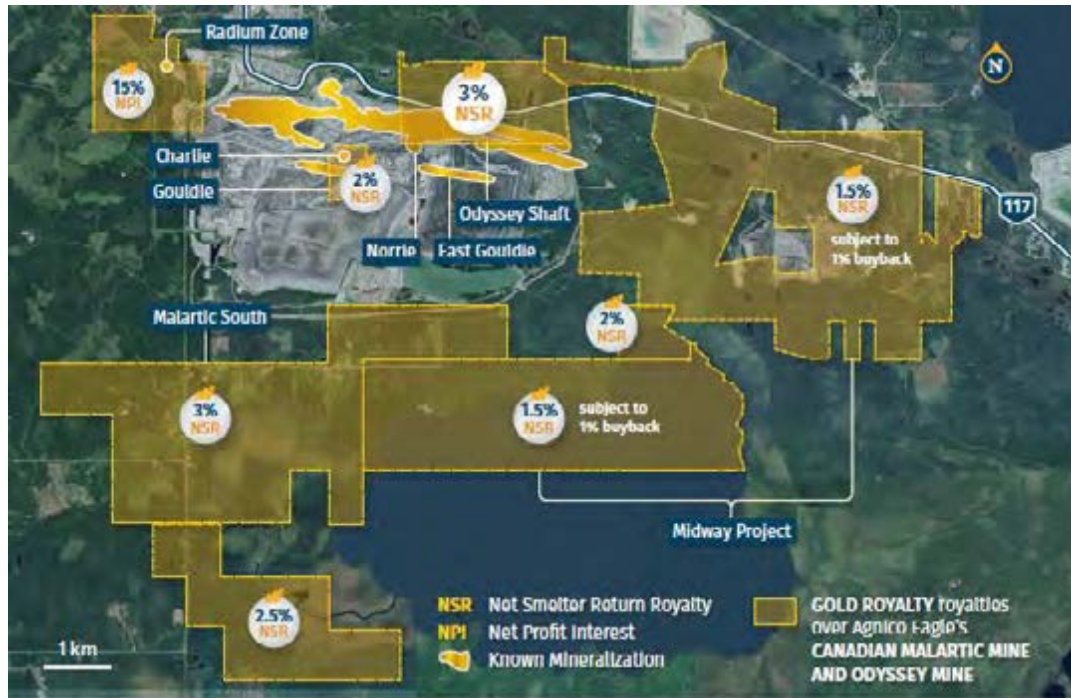 Radium Zone
15%
NPI
3%
NSR
N
Charlie
Gouldie
2%
NSR
Odyssey Shaft
Norrie
East Gouldie
1.5%
NSR
subject to
1% buyback
117
Malartic South
2%
NSR
3%
NSR
1.5%
NSR
subject to
1% buyback
Midway Project
2.5%
NSR
1 km
NSR Net Smelter Return Royalty
NPI Net Profit Interest
Known Mineralization
GOLD ROYALTY royalties
over Agnico Eagle's
CANADIAN MALARTIC MINE
AND ODYSSEY MINE